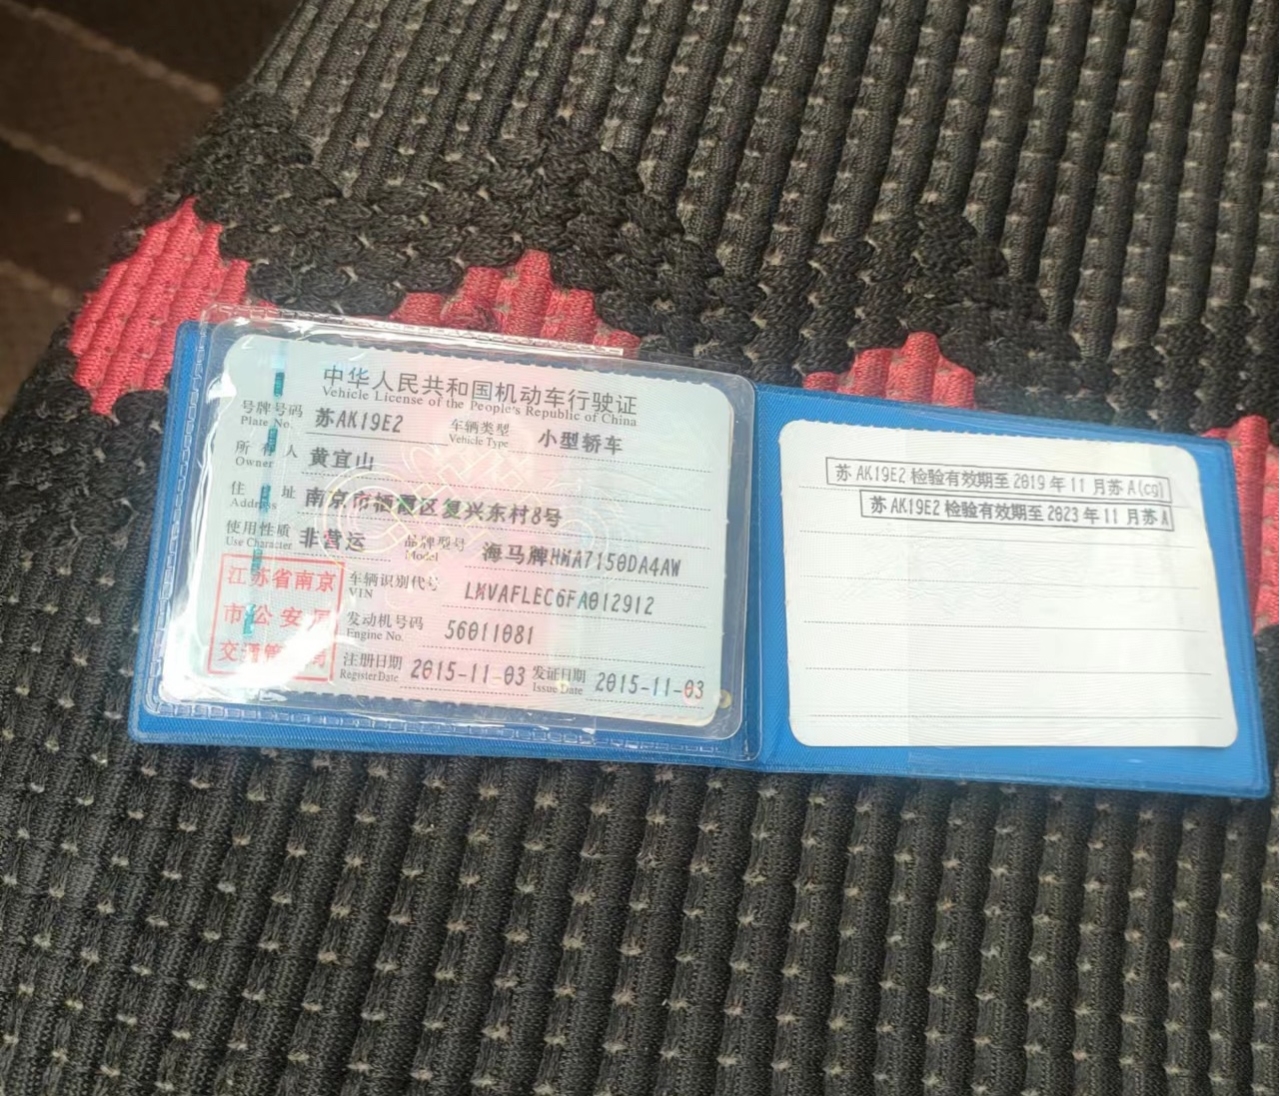 中华人民共和国机动车行驶证
Vehicle License of the People's Republic of China
号牌号码 苏AK19E2 车辆类型 小型轿车
Plate No. Vehicle Type
所有人 黄宜山
Owner
住址 南京市栖霞区复兴东村8号
Address
使用性质 非营运 品牌型号 海马牌HMA7150DA4AW
Use Character Model
江苏省南京
市公安局
交通管理局
车辆识别代号 LMVAFLEC6FA012912
VIN
发动机号码 56011081
Engine No.
注册日期 2015-11-03 发证日期 2015-11-03
Register Date Issue Date
苏AK19E2检验有效期至2019年11月苏A(cg)
苏AK19E2检验有效期至2023年11月苏A